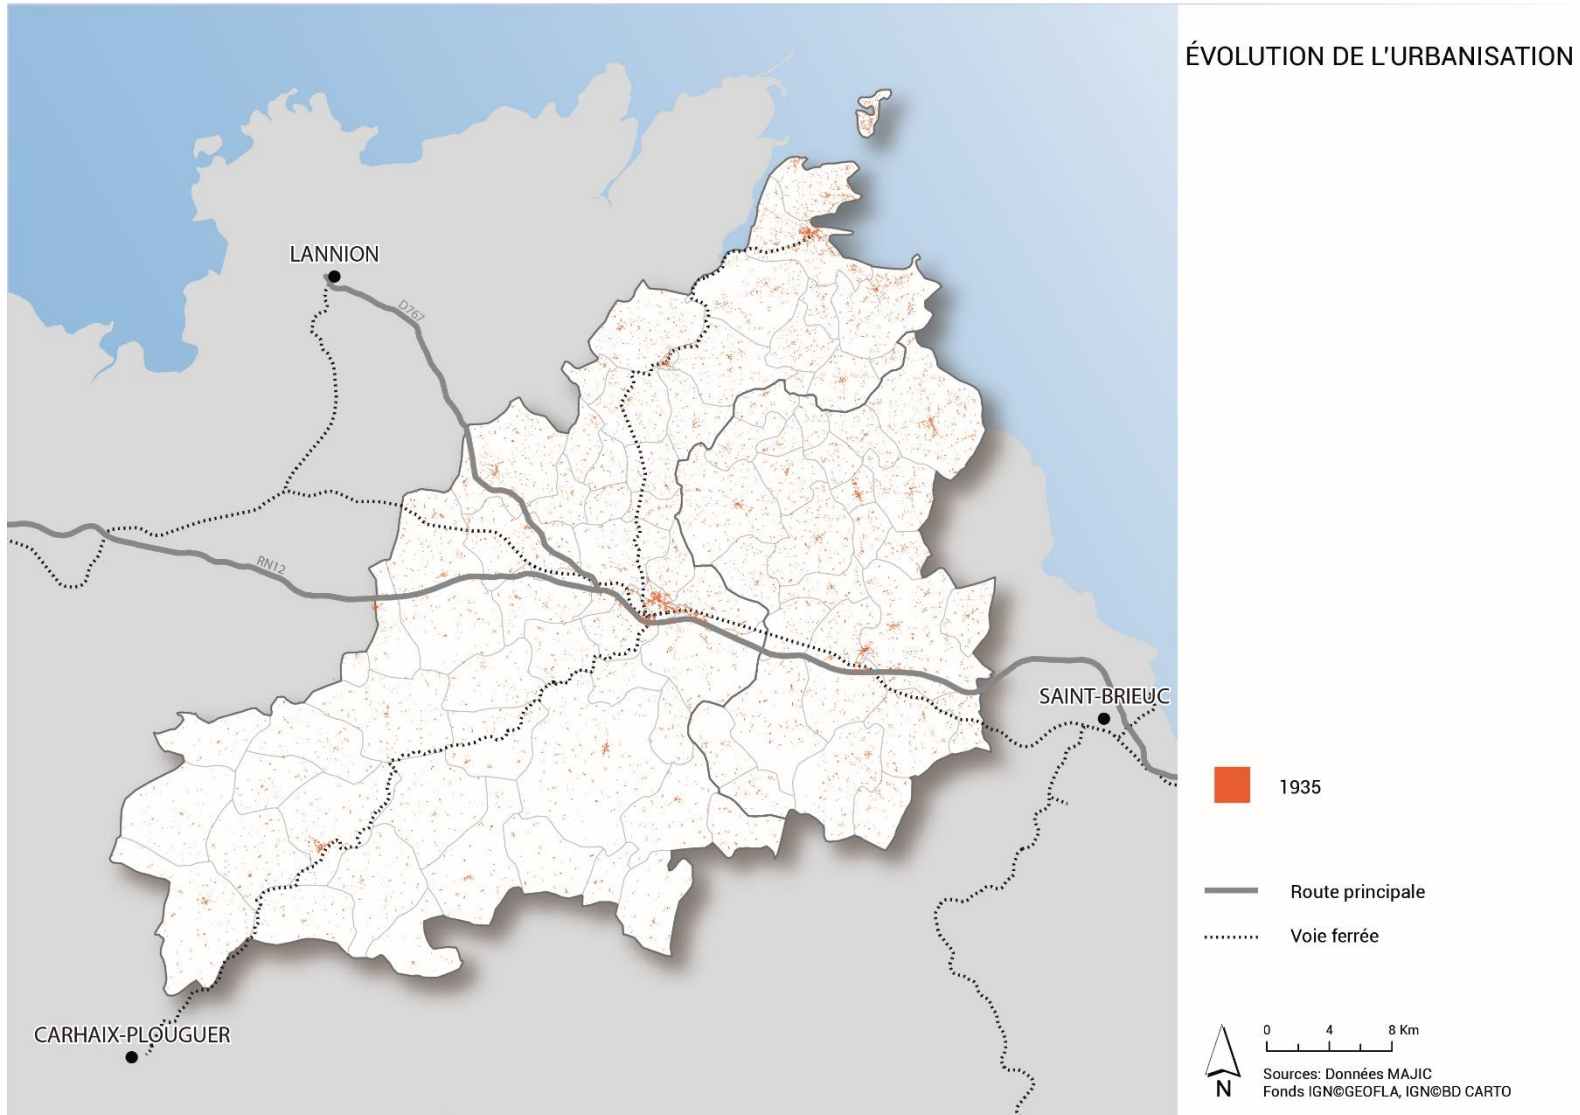 ÉVOLUTION DE L'URBANISATION
LANNION
D767
RN12
SAINT-BRIEUC
CARHAIX-PLOUGUER
1935
Route principale
Voie ferrée
0 4 8 Km
N
Sources: Données MAJIC
Fonds IGN©GEOFLA, IGN©BD CARTO